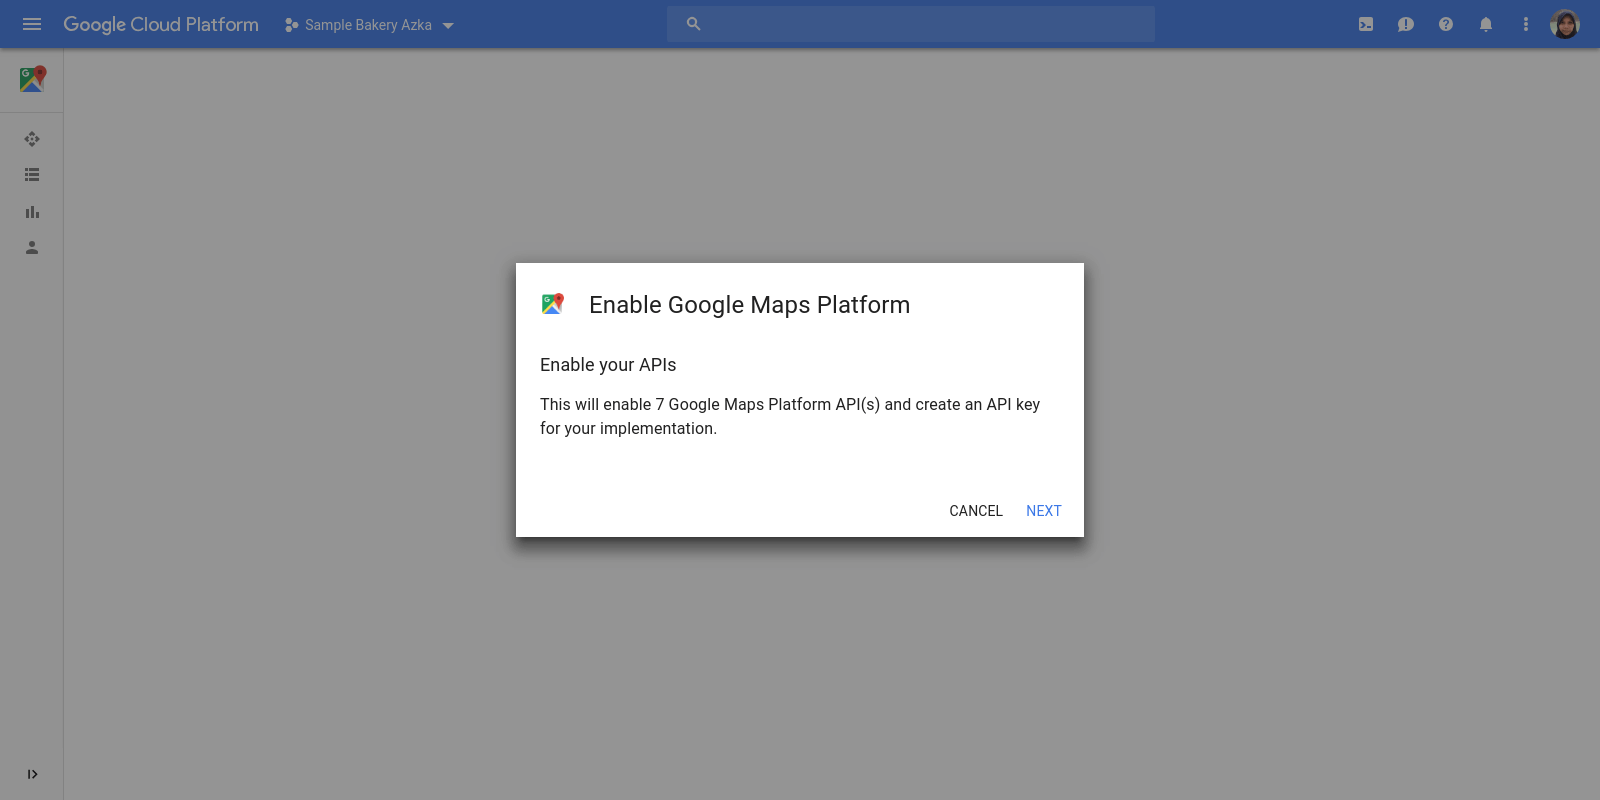 Google Cloud Platform
Sample Bakery Azka
Enable Google Maps Platform
Enable your APIs
This will enable 7 Google Maps Platform API(s) and create an API key
for your implementation.
CANCEL NEXT